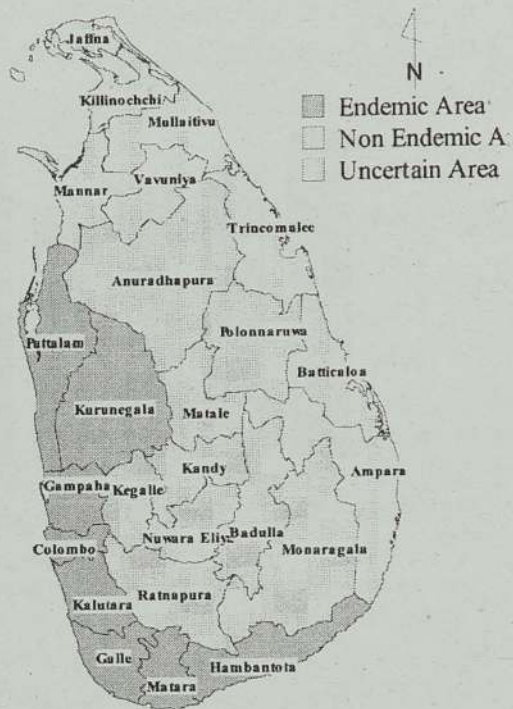 Jaffna
N
Killinochchi
Endemic Area
Mullaitivu
Non Endemic A
Uncertain Area
Vavuniya
Mannar
Trincomalee
Anuradhapura
Polonnaruwa
Puttalam
Batticaloa
Kurunegala
Matale
Kandy
Ampara
Gampaha
Kegalle
Nuwara Eliy
Badulla
Colombo
Monaragala
Ratnapura
Kalutara
Galle
Hambantota
Matara